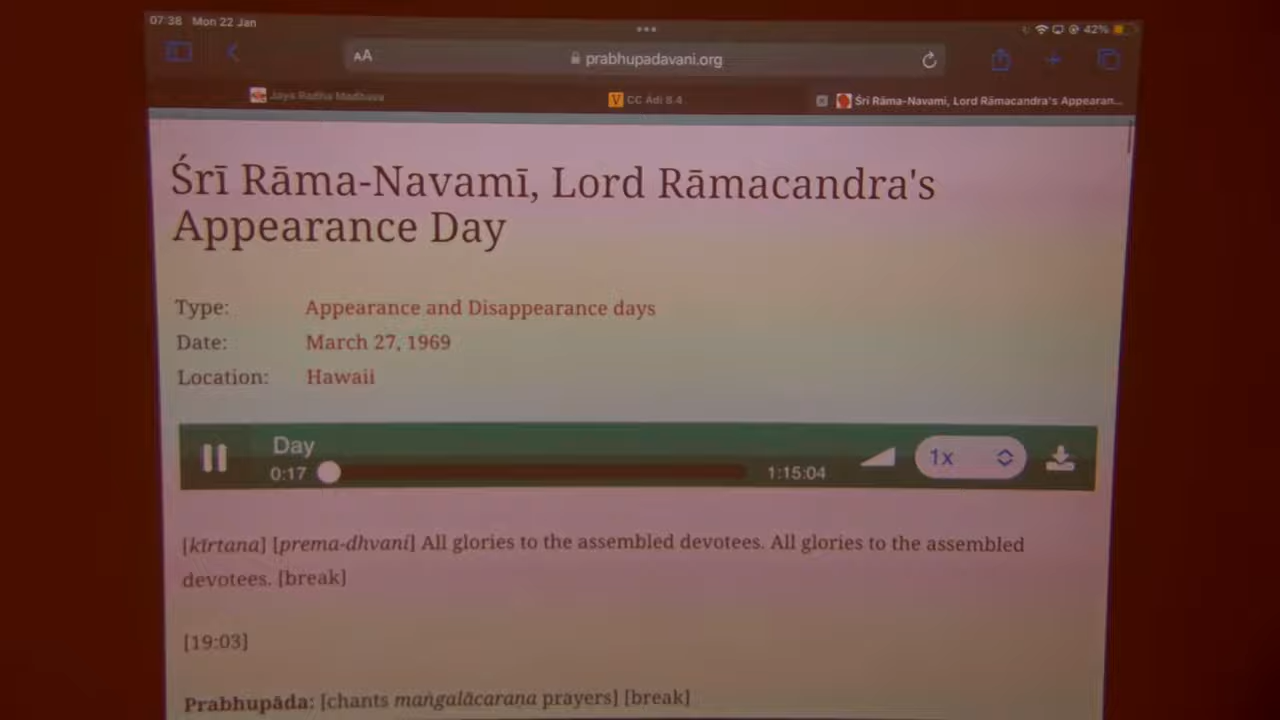 07:38 Mon 22 Jan
42%
AA
prabhupadavani.org
Jaya Radha Madhava
CC Adi 8.4
Śrī Rāma-Navamī, Lord Rāmacandra's Appearan...
Śrī Rāma-Navamī, Lord Rāmacandra's
Appearance Day
Type: Appearance and Disappearance days
Date: March 27, 1969
Location: Hawaii
Day
0:17
1:15:04
1x
[kīrtana] [prema-dhvani] All glories to the assembled devotees. All glories to the assembled
devotees. [break]
[19:03]
Prabhupāda: [chants maṅgalācaraṇa prayers] [break]